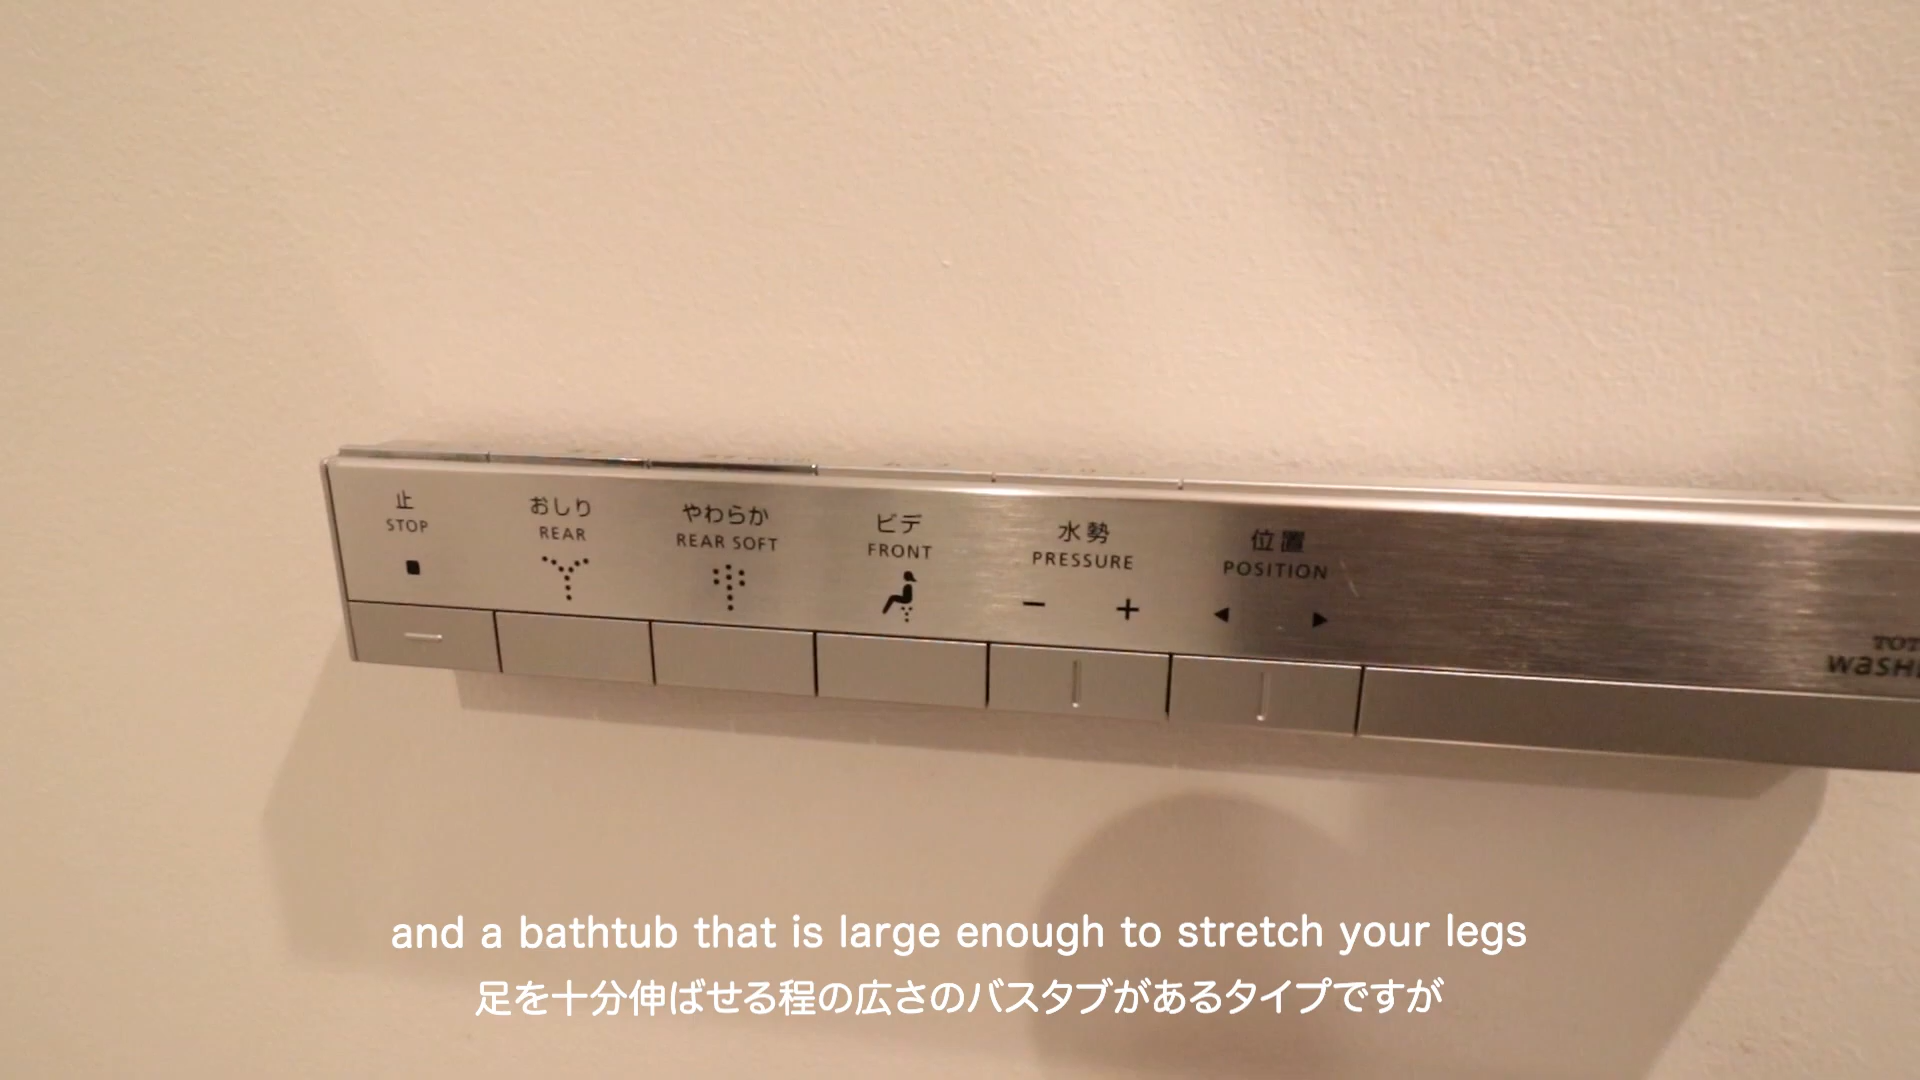 止
STOP
おしり
REAR
やわらか
REAR SOFT
ビデ
FRONT
水勢
PRESSURE
− +
位置
POSITION
and a bathtub that is large enough to stretch your legs
足を十分伸ばせる程の広さのバスタブがあるタイプですが